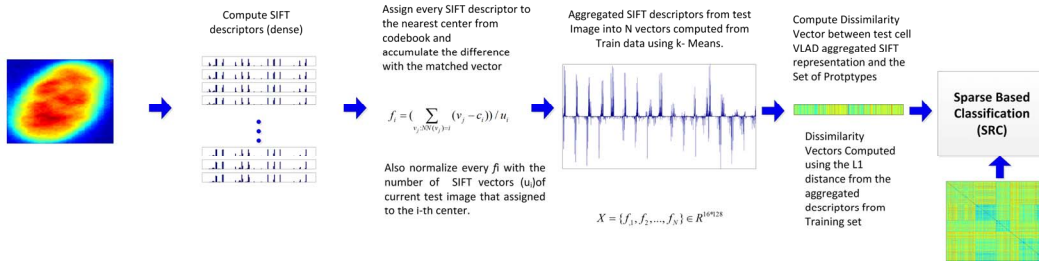 Compute SIFT
descriptors (dense)
Assign every SIFT descriptor to
the nearest center from
codebook and
accumulate the difference
with the matched vector
f_i = ( ∑_{v_j:NN(v_j)=i} (v_j − c_i)) / u_i
Also normalize every fi with the
number of SIFT vectors (u_i)of
current test image that assigned
to the i-th center.
Aggregated SIFT descriptors from test
Image into N vectors computed from
Train data using k- Means.
X = {f_{,1}, f_2,..., f_N} ∈ R^{16*128}
Compute Dissimilarity
Vector between test cell
VLAD aggregated SIFT
representation and the
Set of Protptypes
Dissimilarity
Vectors Computed
using the L1
distance from the
aggregated
descriptors from
Training set
Sparse Based
Classification
(SRC)